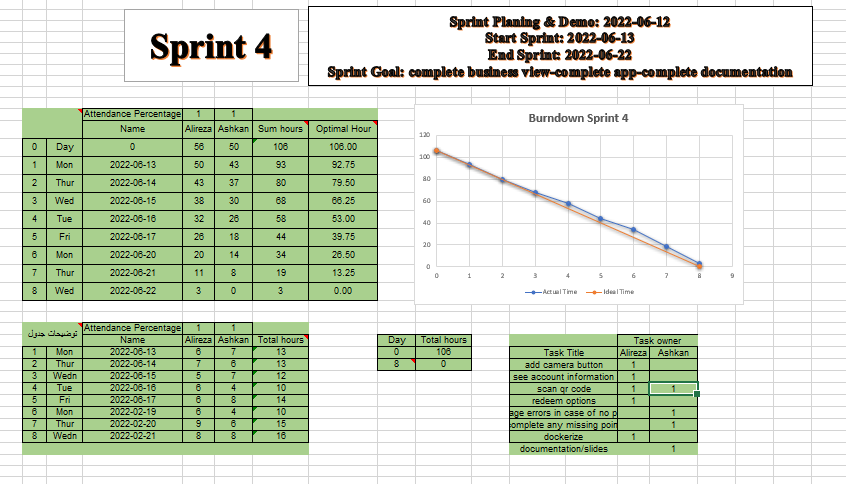 Sprint 4
Sprint Planing & Demo: 2022-06-12
Start Sprint: 2022-06-13
End Sprint: 2022-06-22
Sprint Goal: complete business view-complete app-complete documentation
Attendance Percentage 1 1
Name Alireza Ashkan Sum hours Optimal Hour
0 Day 0 56 50 106 106.00
1 Mon 2022-06-13 50 43 93 92.75
2 Thur 2022-06-14 43 37 80 79.50
3 Wed 2022-06-15 38 30 68 66.25
4 Tue 2022-06-16 32 26 58 53.00
5 Fri 2022-06-17 26 18 44 39.75
6 Mon 2022-06-20 20 14 34 26.50
7 Thur 2022-06-21 11 8 19 13.25
8 Wed 2022-06-22 3 0 3 0.00
Burndown Sprint 4
120
100
80
60
40
20
0
0 1 2 3 4 5 6 7 8 9
Actual Time Ideal Time
توضیحات جدول
Attendance Percentage 1 1
Name Alireza Ashkan Total hours
1 Mon 2022-06-13 6 7 13
2 Thur 2022-06-14 7 6 13
3 Wedn 2022-06-15 5 7 12
4 Tue 2022-06-16 6 4 10
5 Fri 2022-06-17 6 8 14
6 Mon 2022-02-19 6 4 10
7 Thur 2022-02-20 9 6 15
8 Wedn 2022-02-21 8 8 16
Day Total hours
0 106
8 0
Task owner
Task Title Alireza Ashkan
add camera button 1
see account information 1
scan qr code 1 1
redeem options 1
age errors in case of no p 1
omplete any missing poin 1
dockerize 1
documentation/slides 1